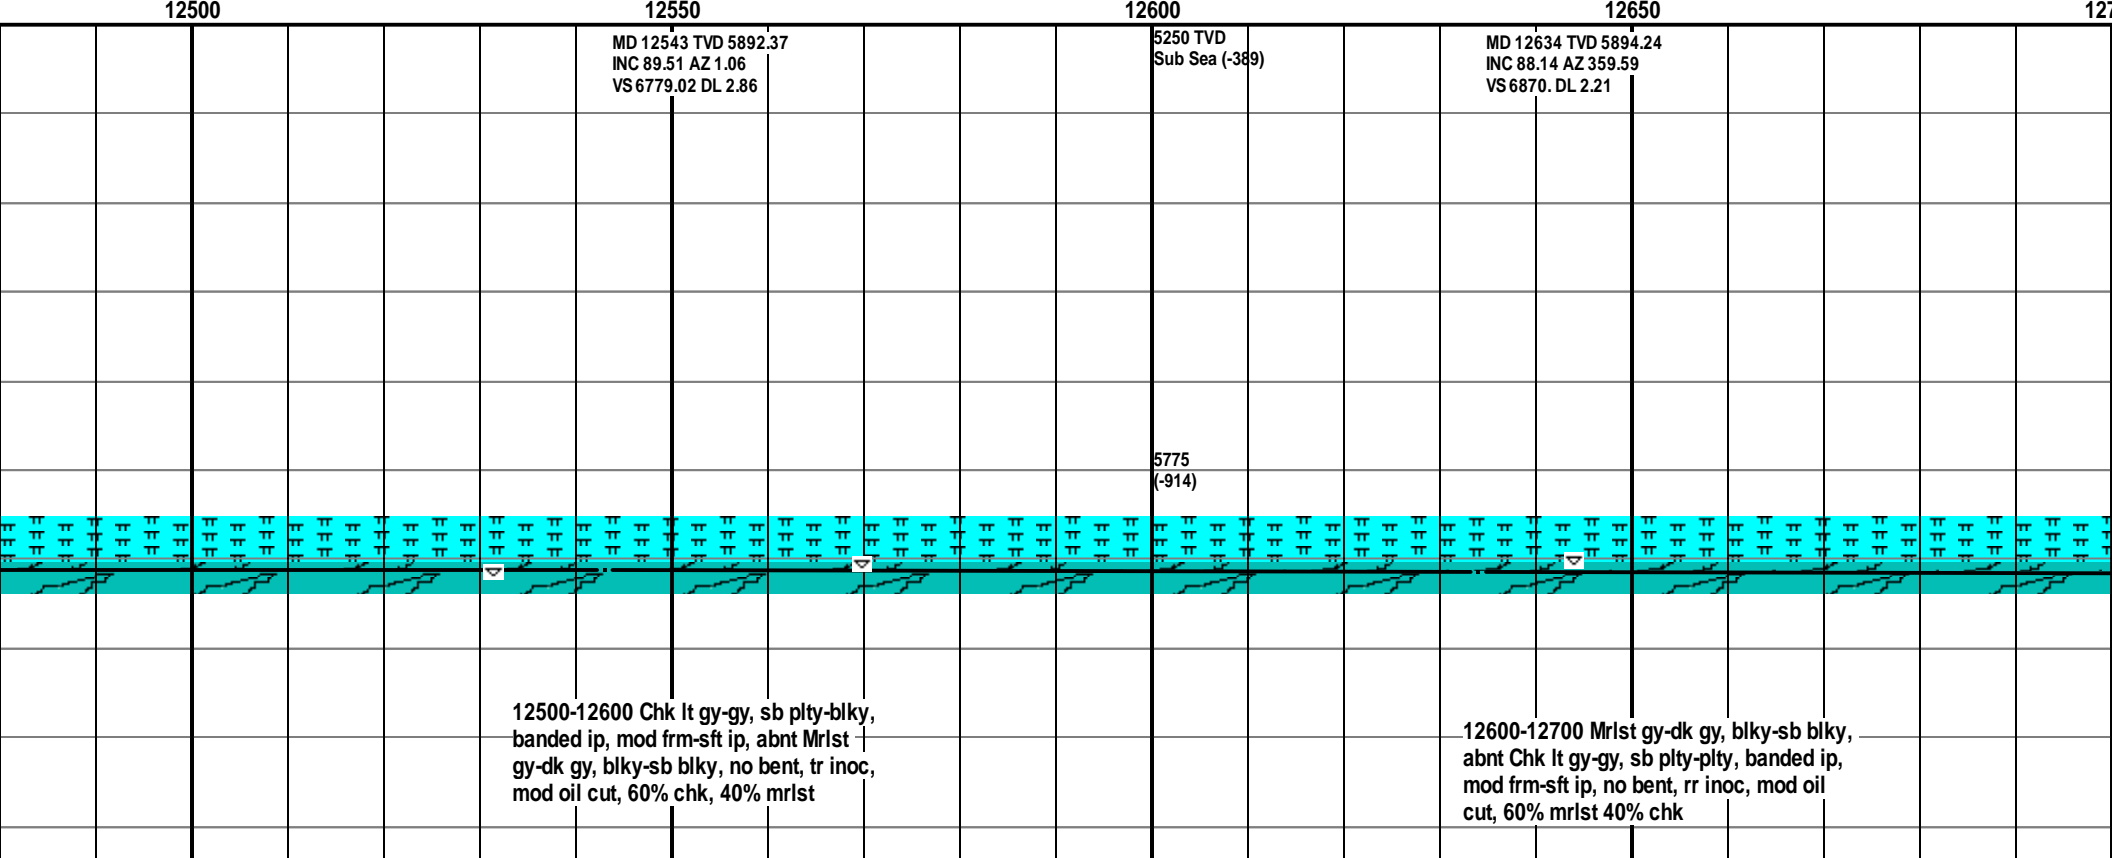 12500 12550 12600 12650 127
MD 12543 TVD 5892.37
INC 89.51 AZ 1.06
VS 6779.02 DL 2.86
5250 TVD
Sub Sea (-389)
MD 12634 TVD 5894.24
INC 88.14 AZ 359.59
VS 6870. DL 2.21
5775
(-914)
12500-12600 Chk lt gy-gy, sb plty-blky,
banded ip, mod frm-sft ip, abnt Mrlst
gy-dk gy, blky-sb blky, no bent, tr inoc,
mod oil cut, 60% chk, 40% mrlst
12600-12700 Mrlst gy-dk gy, blky-sb blky,
abnt Chk lt gy-gy, sb plty-plty, banded ip,
mod frm-sft ip, no bent, rr inoc, mod oil
cut, 60% mrlst 40% chk